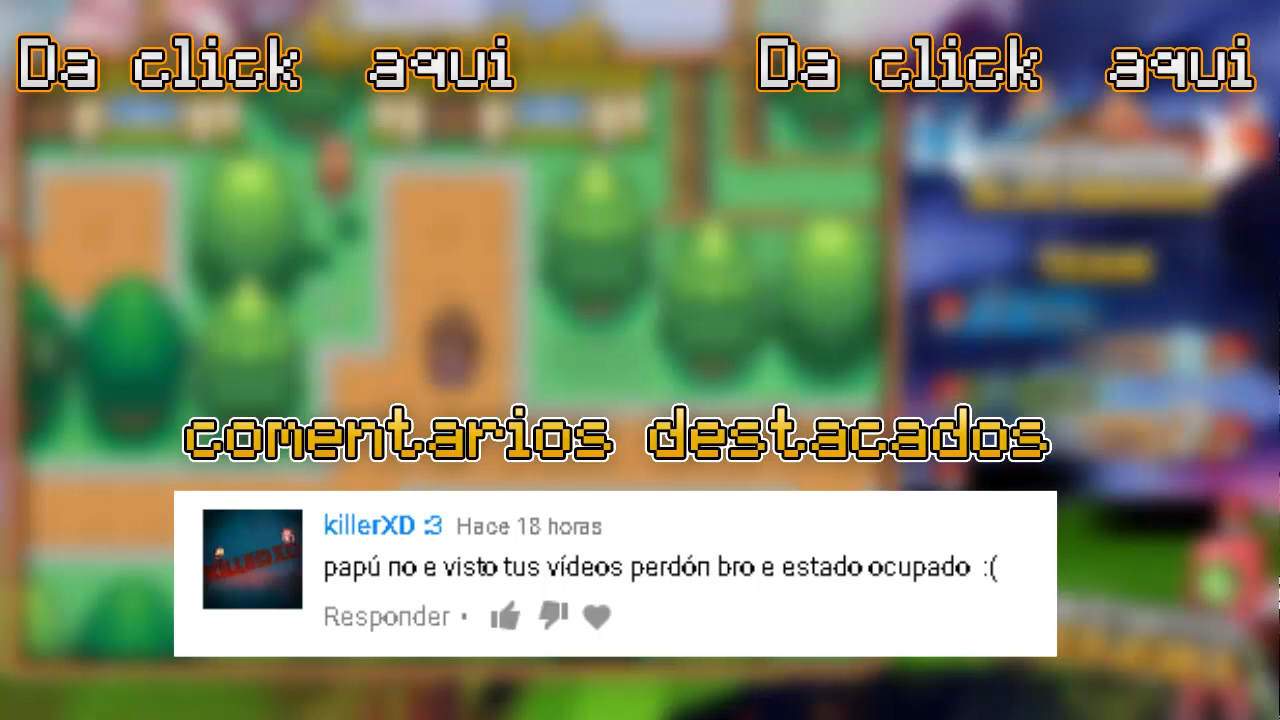 Da click aqui
Da click aqui
comentarios destacados
killerXD :3 Hace 18 horas
papú no e visto tus vídeos perdón bro e estado ocupado :(
Responder •